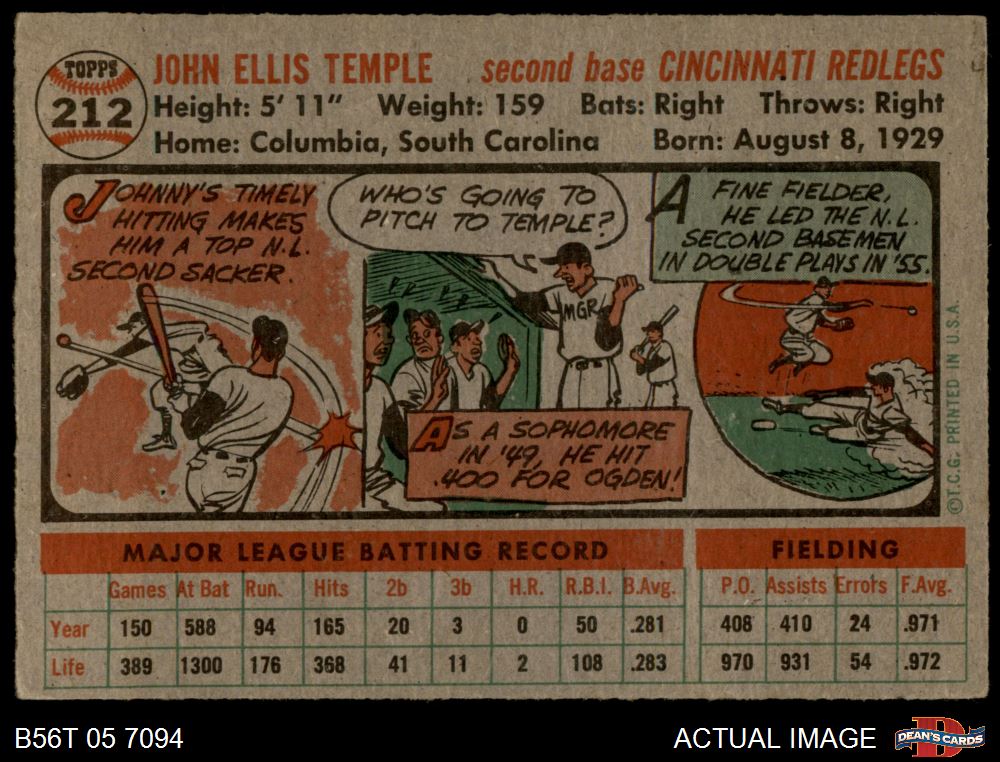 TOPPS
212
JOHN ELLIS TEMPLE second base CINCINNATI REDLEGS
Height: 5' 11" Weight: 159 Bats: Right Throws: Right
Home: Columbia, South Carolina Born: August 8, 1929
JOHNNY'S TIMELY
HITTING MAKES
HIM A TOP N.L.
SECOND SACKER.
WHO'S GOING TO
PITCH TO TEMPLE?
MGR
AS A SOPHOMORE
IN '49, HE HIT
.400 FOR OGDEN!
A FINE FIELDER,
HE LED THE N.L.
SECOND BASEMEN
IN DOUBLE PLAYS IN '55.
©T.C.G. PRINTED IN U.S.A.
MAJOR LEAGUE BATTING RECORD FIELDING
Games At Bat Run. Hits 2b 3b H.R. R.B.I. B.Avg. P.O. Assists Errors F.Avg.
Year 150 588 94 165 20 3 0 50 .281 408 410 24 .971
Life 389 1300 176 368 41 11 2 108 .283 970 931 54 .972
B56T 05 7094 ACTUAL IMAGE DEAN'S CARDS